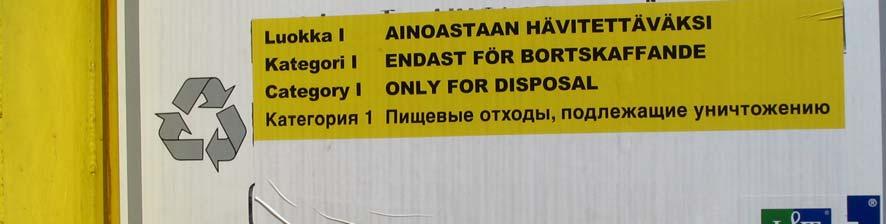 Luokka I AINOASTAAN HÄVITETTÄVÄKSI
Kategori I ENDAST FÖR BORTSKAFFANDE
Category I ONLY FOR DISPOSAL
Категория 1 Пищевые отходы, подлежащие уничтожению